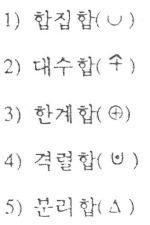 1) 합집합(∪)
2) 대수합(∔)
3) 한계합(⊕)
4) 격렬합(⊍)
5) 분리합(∆)